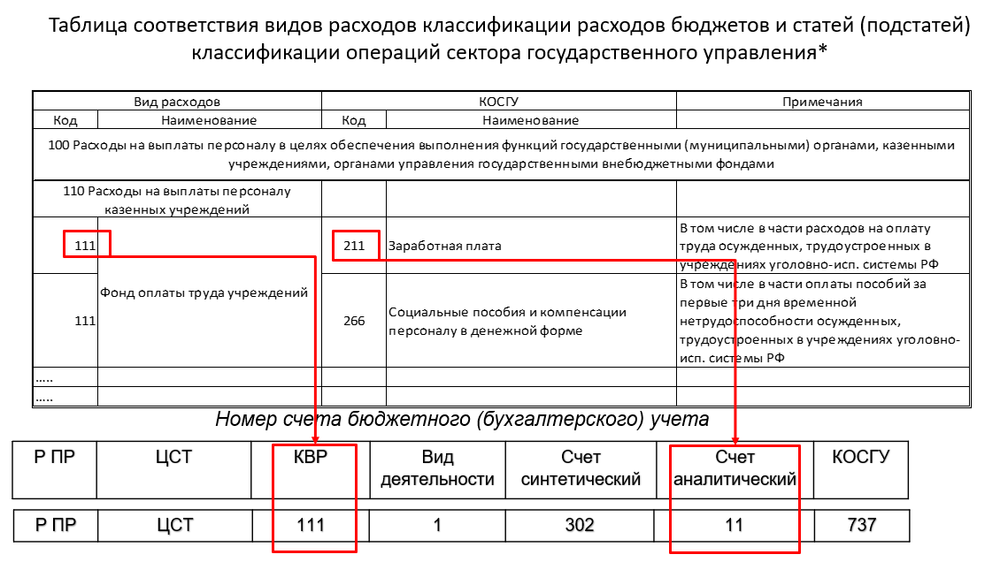 Таблица соответствия видов расходов классификации расходов бюджетов и статей (подстатей)
классификации операций сектора государственного управления*
Вид расходов КОСГУ Примечания
Код Наименование Код Наименование
100 Расходы на выплаты персоналу в целях обеспечения выполнения функций государственными (муниципальными) органами, казенными
учреждениями, органами управления государственными внебюджетными фондами
110 Расходы на выплаты персоналу
казенных учреждений
111
Фонд оплаты труда учреждений
211 Заработная плата
В том числе в части расходов на оплату
труда осужденных, трудоустроенных в
учреждениях уголовно-исп. системы РФ
111
266
Социальные пособия и компенсации
персоналу в денежной форме
В том числе в части оплаты пособий за
первые три дня временной
нетрудоспособности осужденных,
трудоустроенных в учреждениях уголовно-
исп. системы РФ
.....
.....
Номер счета бюджетного (бухгалтерского) учета
Р ПР ЦСТ КВР Вид
деятельности Счет
синтетический Счет
аналитический КОСГУ
Р ПР ЦСТ 111 1 302 11 737